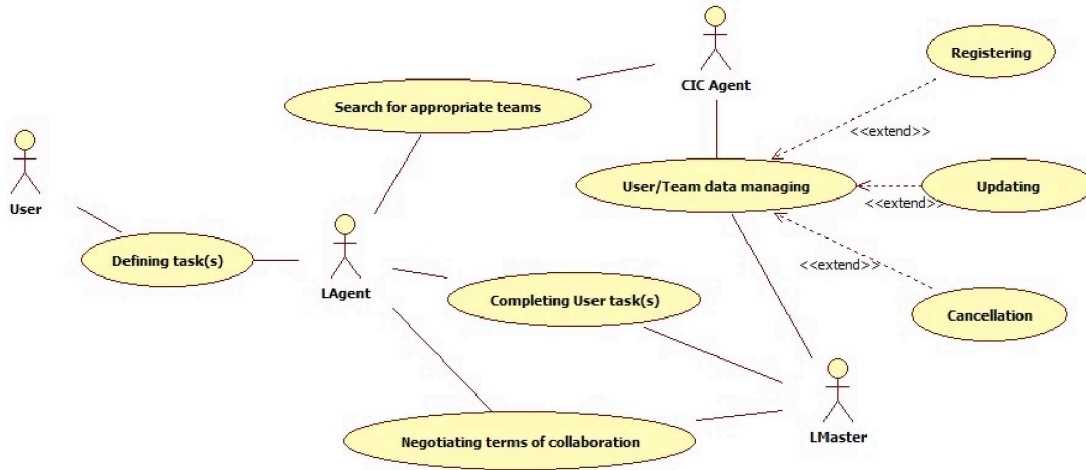 Registering
CIC Agent
Search for appropriate teams
<<extend>>
User/Team data managing
Updating
<<extend>>
User
Defining task(s)
LAgent
<<extend>>
Completing User task(s)
Cancellation
LMaster
Negotiating terms of collaboration